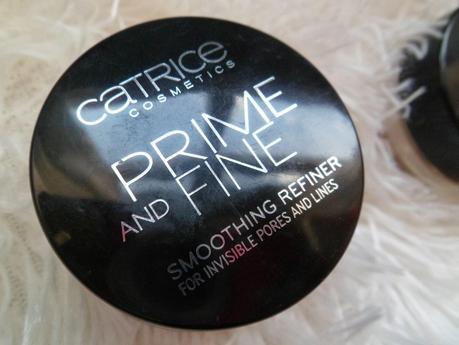 CATRICE
COSMETICS
PRIME
AND FINE
SMOOTHING REFINER
FOR INVISIBLE PORES AND LINES